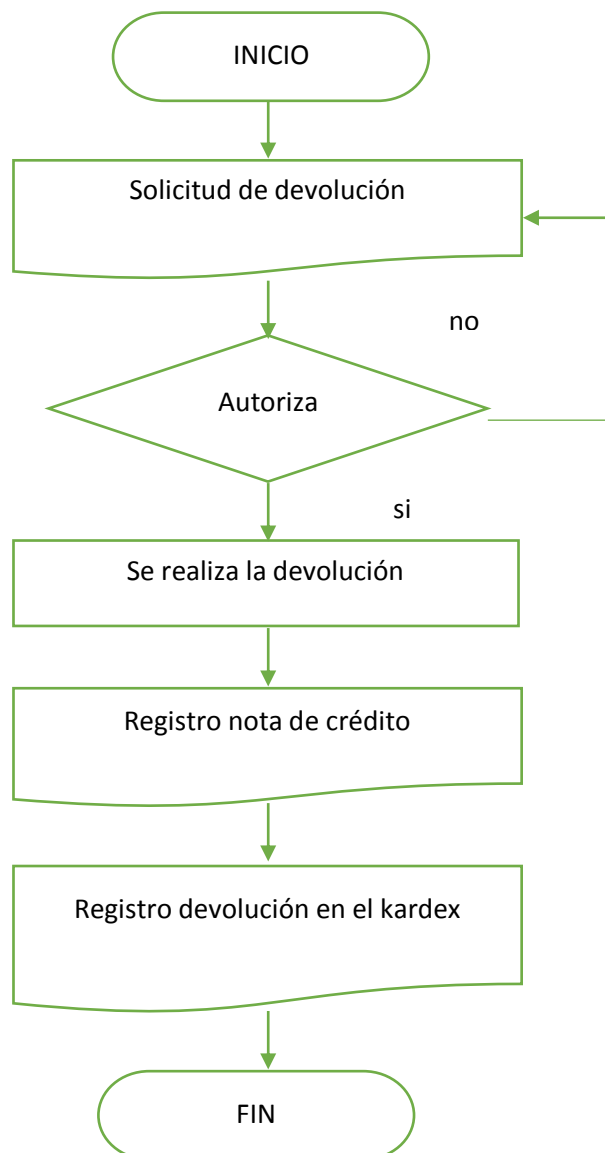 INICIO
Solicitud de devolución
no
Autoriza
si
Se realiza la devolución
Registro nota de crédito
Registro devolución en el kardex
FIN